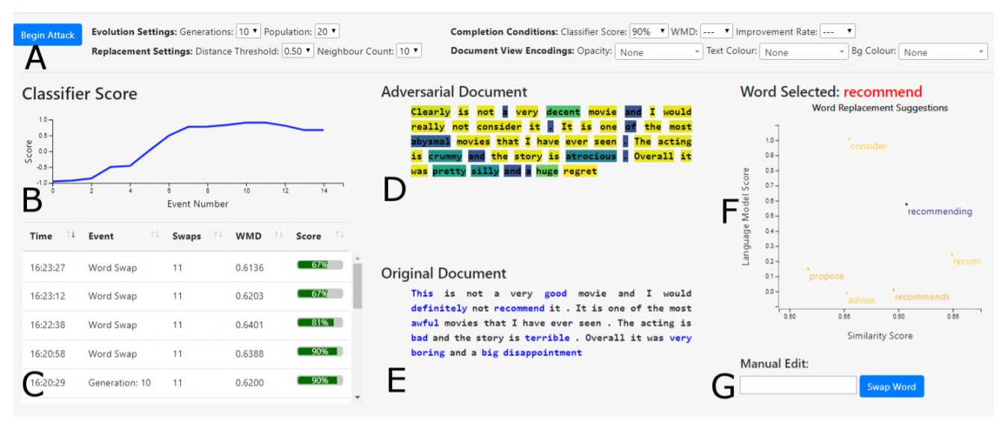 Begin Attack
Evolution Settings: Generations: 10 Population: 20
Completion Conditions: Classifier Score: 90% WMD: --- Improvement Rate: ---
A
Replacement Settings: Distance Threshold: 0.50 Neighbour Count: 10
Document View Encodings: Opacity: None Text Colour: None Bg Colour: None
Classifier Score
1.0
0.5
0.0
-0.5
-1.0
Score
0 2 4 6 8 10 12 14
Event Number
B
Time Event Swaps WMD Score
16:23:27 Word Swap 11 0.6136 67%
16:23:12 Word Swap 11 0.6203 67%
16:22:38 Word Swap 11 0.6401 81%
16:20:58 Word Swap 11 0.6388 90%
16:20:29 Generation: 10 11 0.6200 90%
C
Adversarial Document
Clearly is not a very decent movie and I would
really not consider it . It is one of the most
abysmal movies that I have ever seen . The acting
is crummy and the story is atrocious . Overall it
was pretty silly and a huge regret
D
Original Document
This is not a very good movie and I would
definitely not recommend it . It is one of the most
awful movies that I have ever seen . The acting is
bad and the story is terrible . Overall it was very
boring and a big disappointment
E
Word Selected: recommend
Word Replacement Suggestions
1.0
0.9
0.8
0.7
0.6
0.5
0.4
0.3
0.2
0.1
0.0
Language Model Score
consider
recommending
recomm
propose
advise
recommends
0.50 0.55 0.60 0.65
Similarity Score
F
Manual Edit:
G
Swap Word